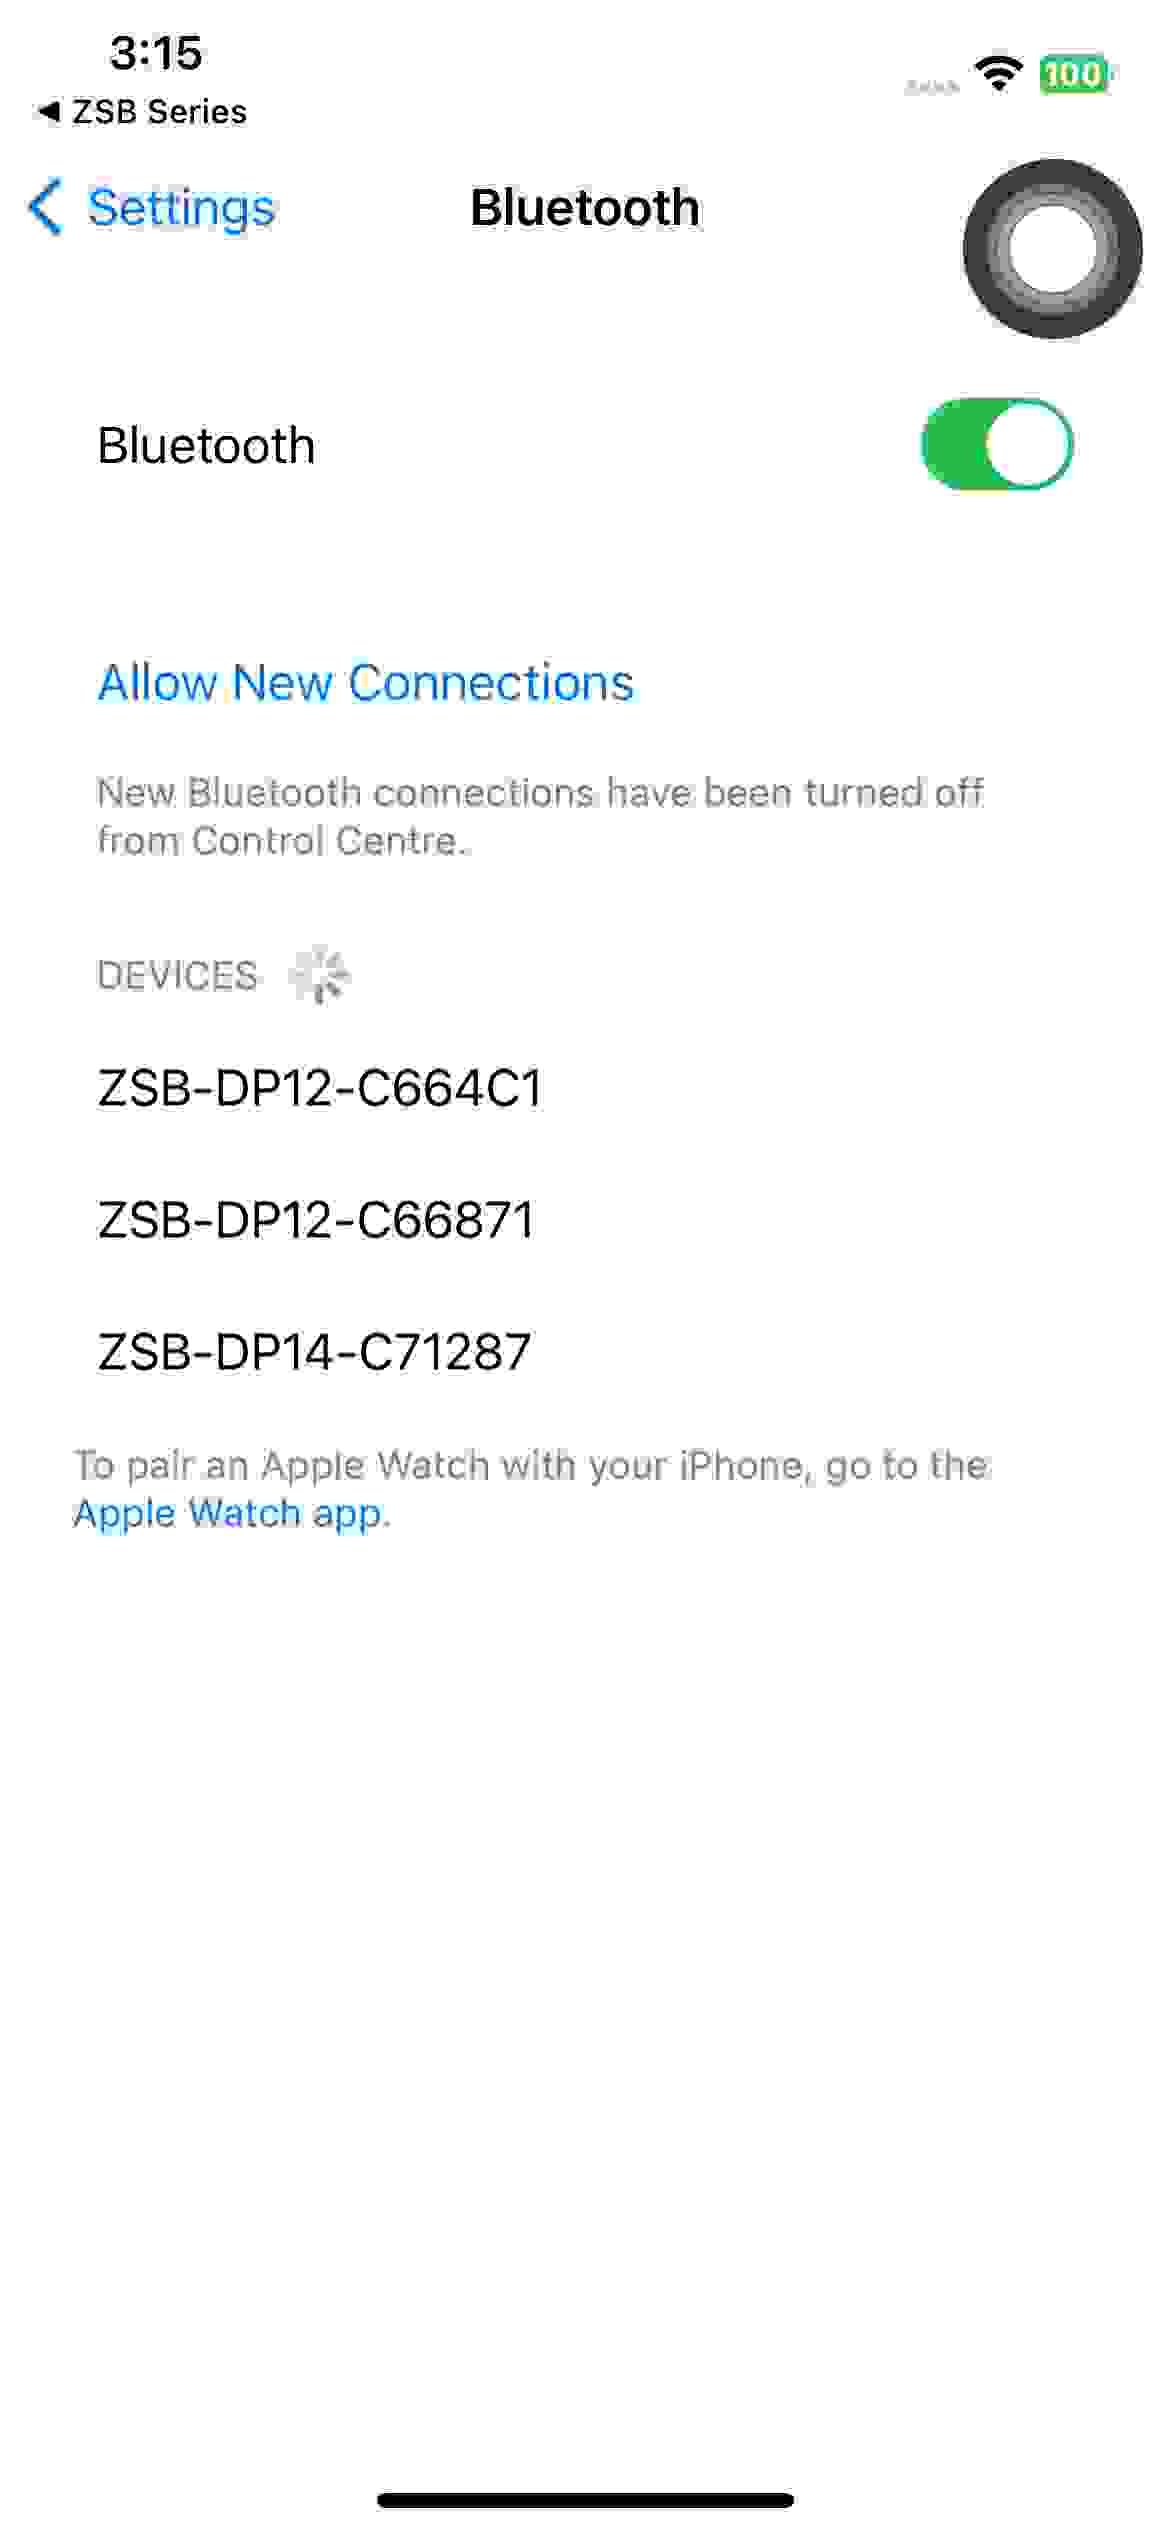 3:15
◀ ZSB Series
100
Settings
Bluetooth
Bluetooth
Allow New Connections
New Bluetooth connections have been turned off
from Control Centre.
DEVICES
ZSB-DP12-C664C1
ZSB-DP12-C66871
ZSB-DP14-C71287
To pair an Apple Watch with your iPhone, go to the
Apple Watch app.